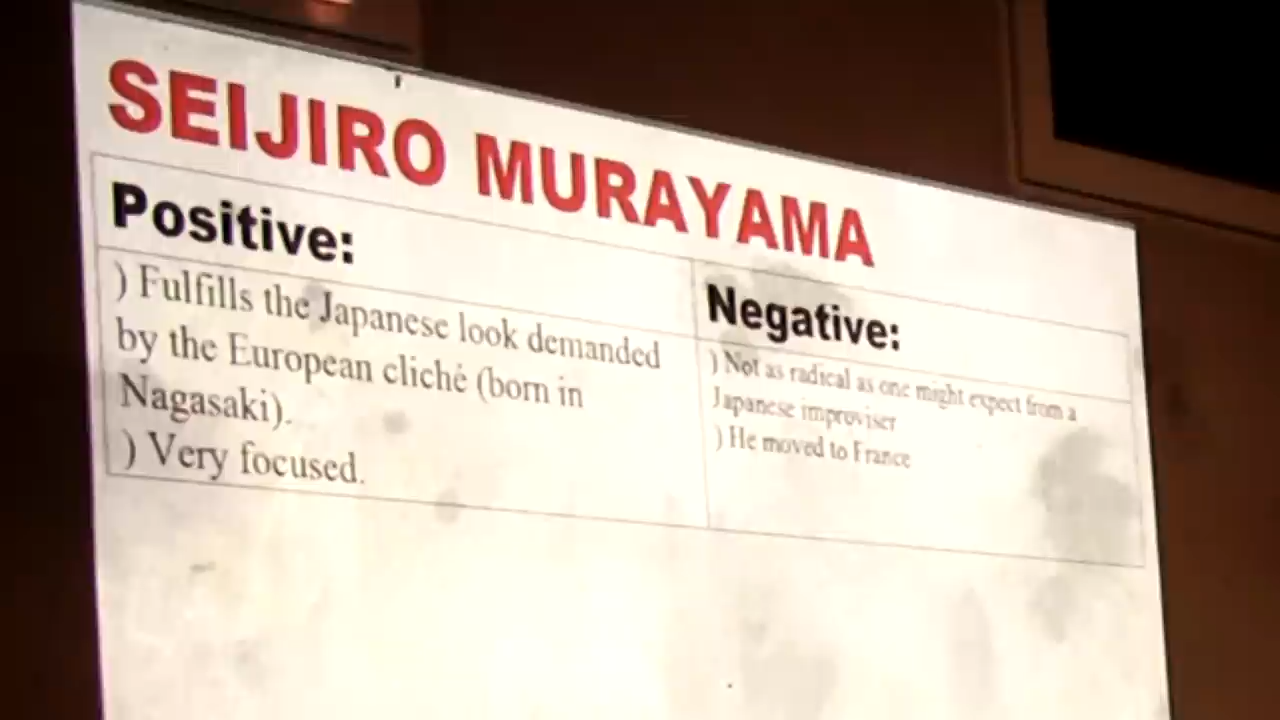 SEIJIRO MURAYAMA
Positive:
) Fulfills the Japanese look demanded
by the European cliché (born in
Nagasaki).
) Very focused.
Negative:
) Not as radical as one might expect from a
Japanese improviser
) He moved to France